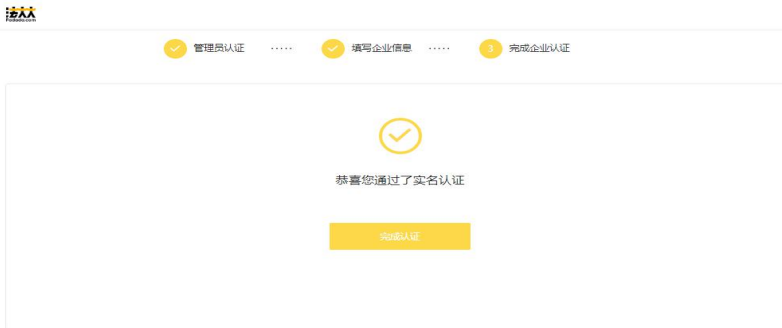 法大大
Fadada.com
管理员认证 ····· 填写企业信息 ····· 3 完成企业认证
恭喜您通过了实名认证
完成认证